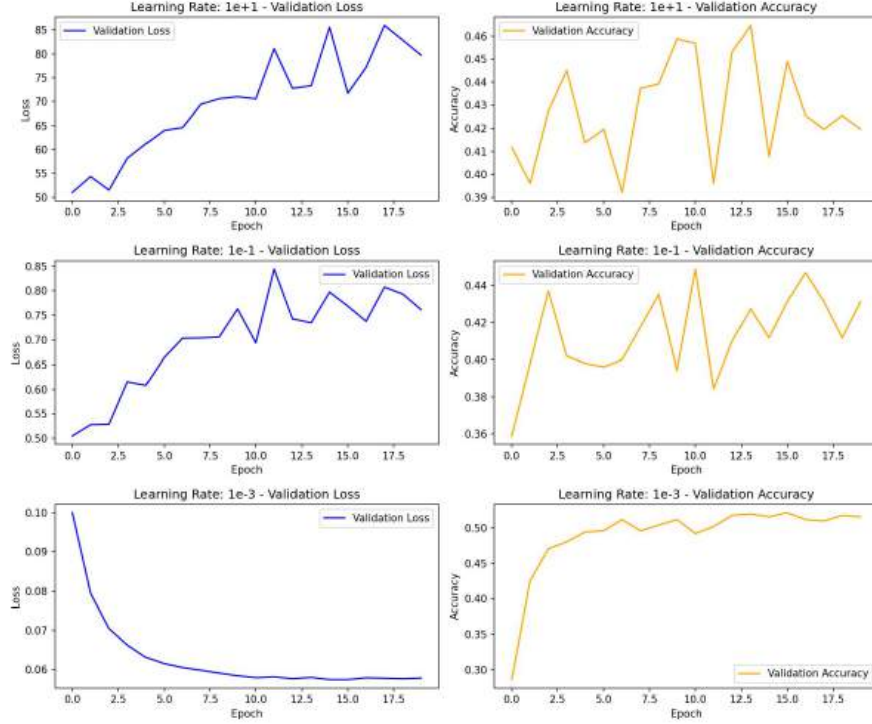 Learning Rate: 1e+1 - Validation Loss
Validation Loss
Loss
85
80
75
70
65
60
55
50
0.0 2.5 5.0 7.5 10.0 12.5 15.0 17.5
Epoch
Learning Rate: 1e+1 - Validation Accuracy
Validation Accuracy
Accuracy
0.46
0.45
0.44
0.43
0.42
0.41
0.40
0.39
0.0 2.5 5.0 7.5 10.0 12.5 15.0 17.5
Epoch
Learning Rate: 1e-1 - Validation Loss
Validation Loss
Loss
0.85
0.80
0.75
0.70
0.65
0.60
0.55
0.50
0.0 2.5 5.0 7.5 10.0 12.5 15.0 17.5
Epoch
Learning Rate: 1e-1 - Validation Accuracy
Validation Accuracy
Accuracy
0.44
0.42
0.40
0.38
0.36
0.0 2.5 5.0 7.5 10.0 12.5 15.0 17.5
Epoch
Learning Rate: 1e-3 - Validation Loss
Validation Loss
Loss
0.10
0.09
0.08
0.07
0.06
0.0 2.5 5.0 7.5 10.0 12.5 15.0 17.5
Epoch
Learning Rate: 1e-3 - Validation Accuracy
Validation Accuracy
Accuracy
0.50
0.45
0.40
0.35
0.30
0.0 2.5 5.0 7.5 10.0 12.5 15.0 17.5
Epoch